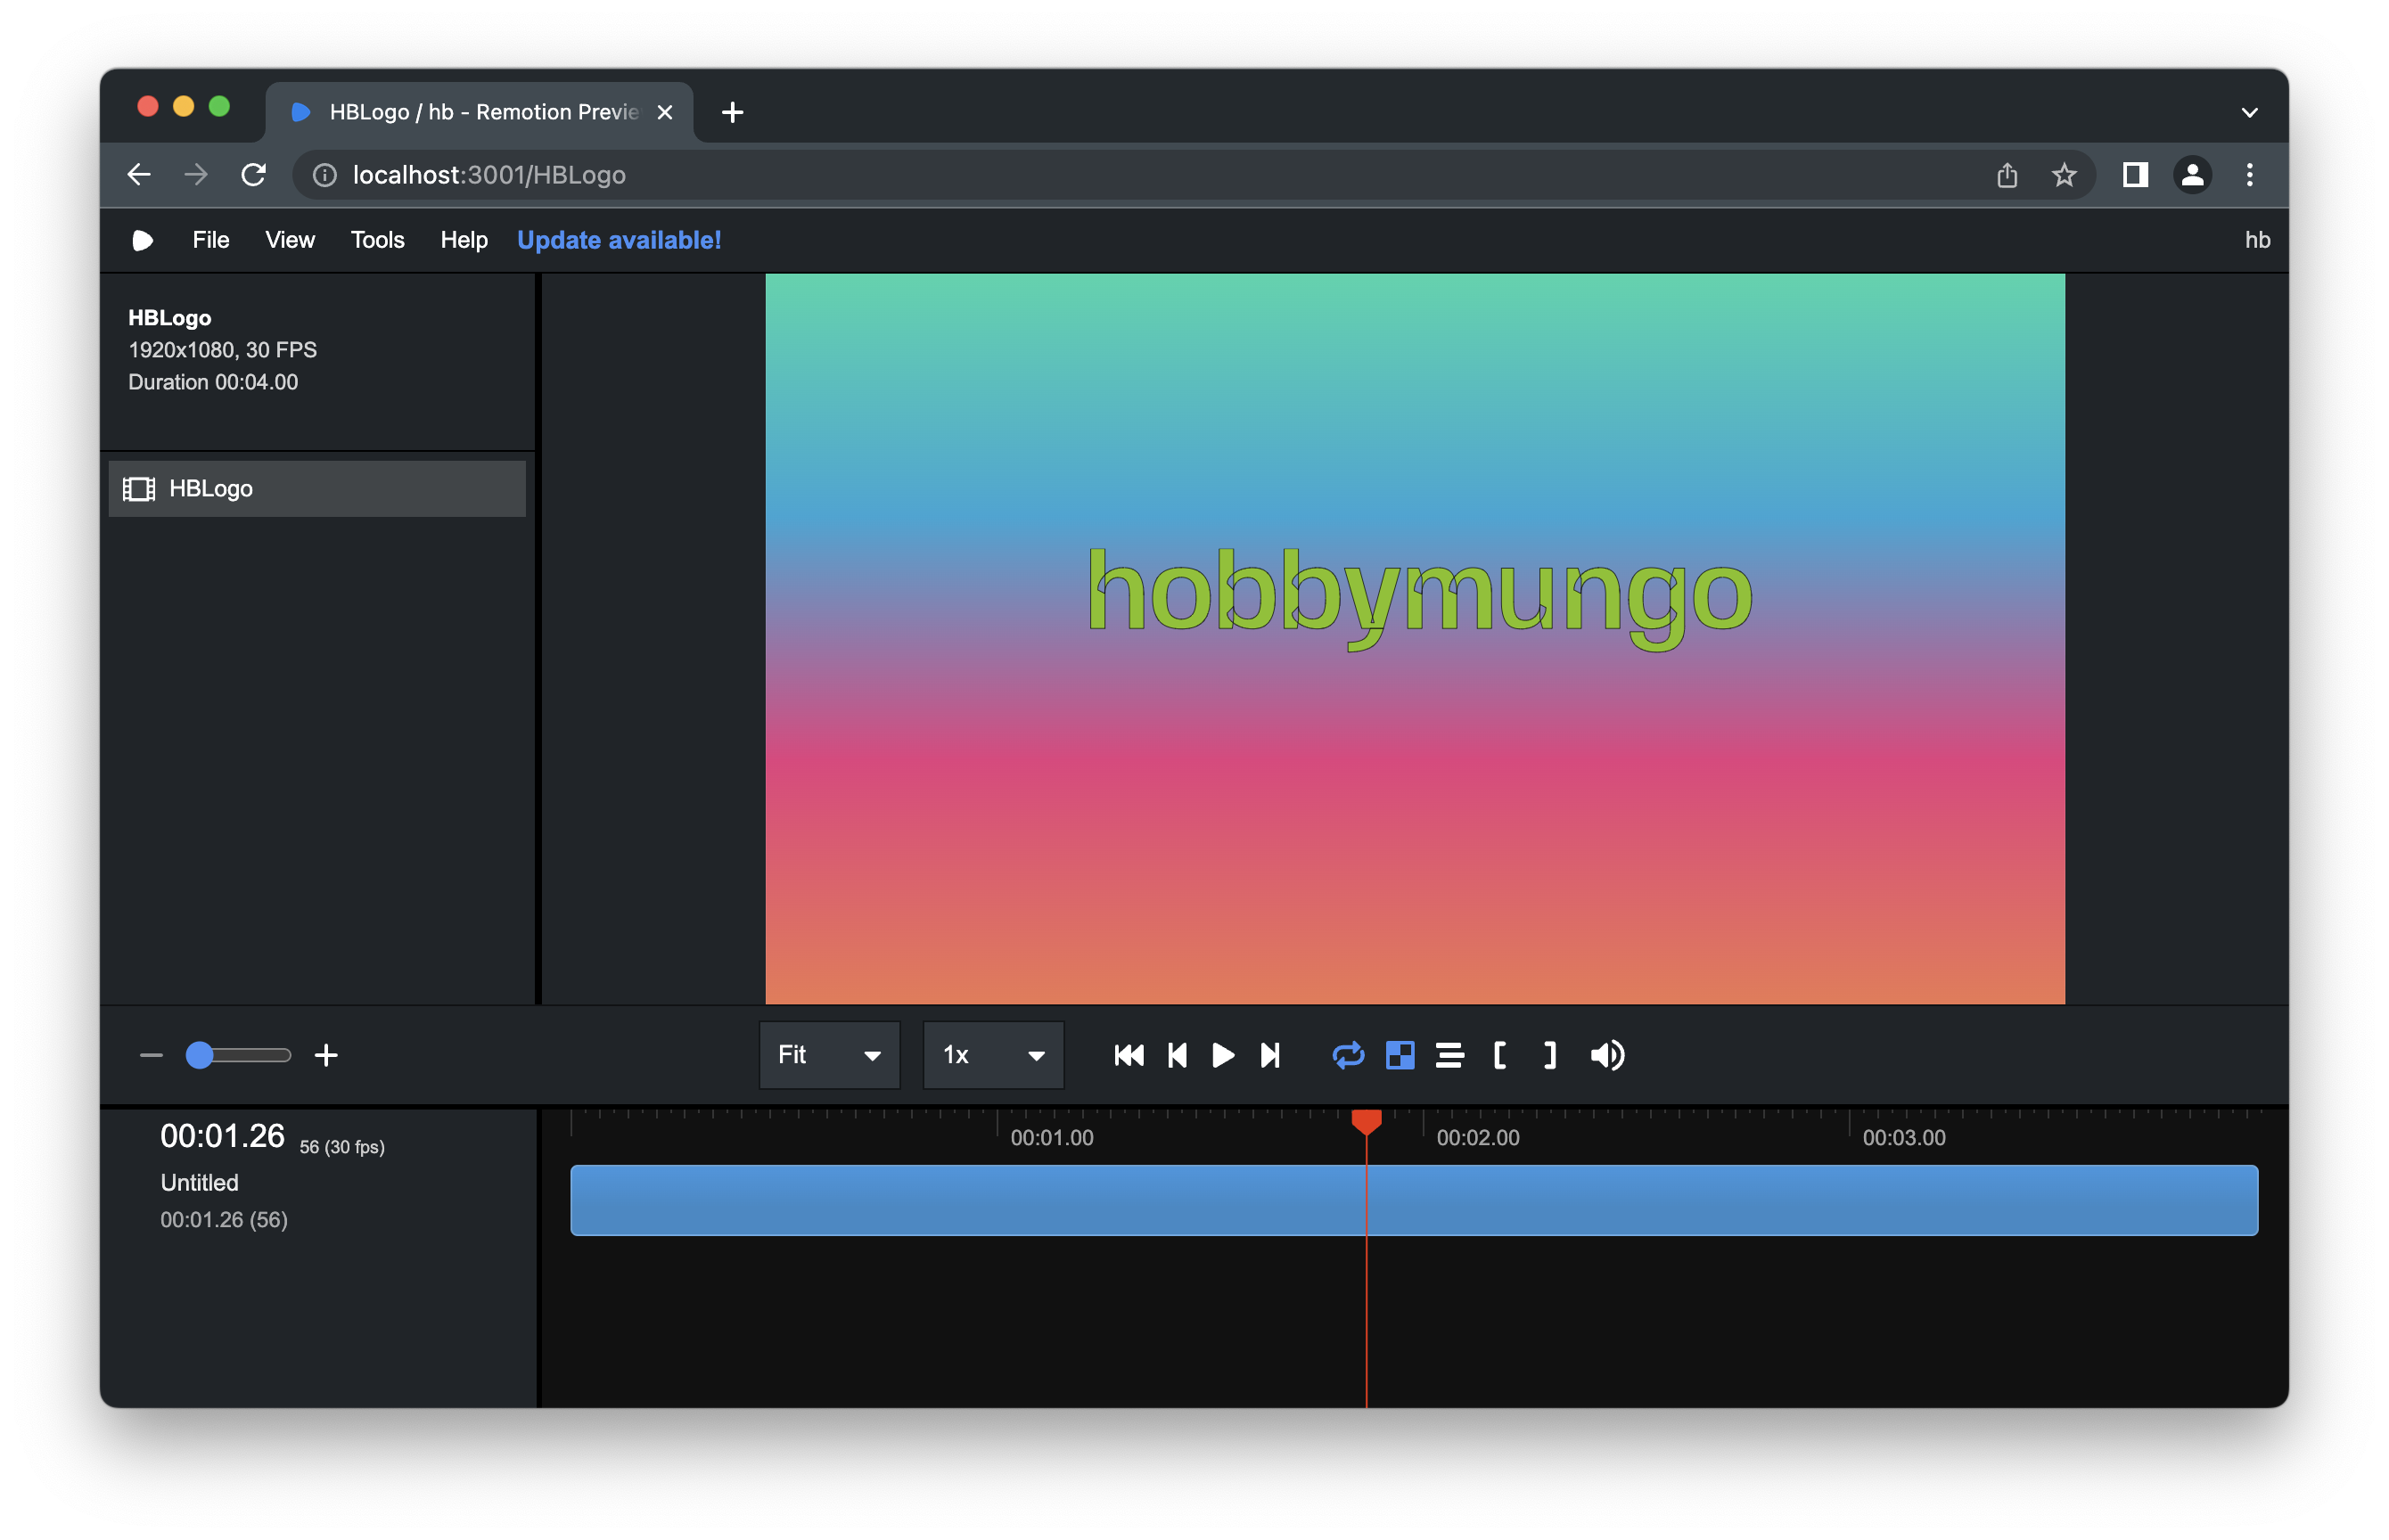 HBLogo / hb - Remotion Previe
localhost:3001/HBLogo
File View Tools Help Update available! hb
HBLogo
1920x1080, 30 FPS
Duration 00:04.00
HBLogo
hobbymungo
Fit 1x
00:01.26 56 (30 fps)
00:01.00 00:02.00 00:03.00
Untitled
00:01.26 (56)